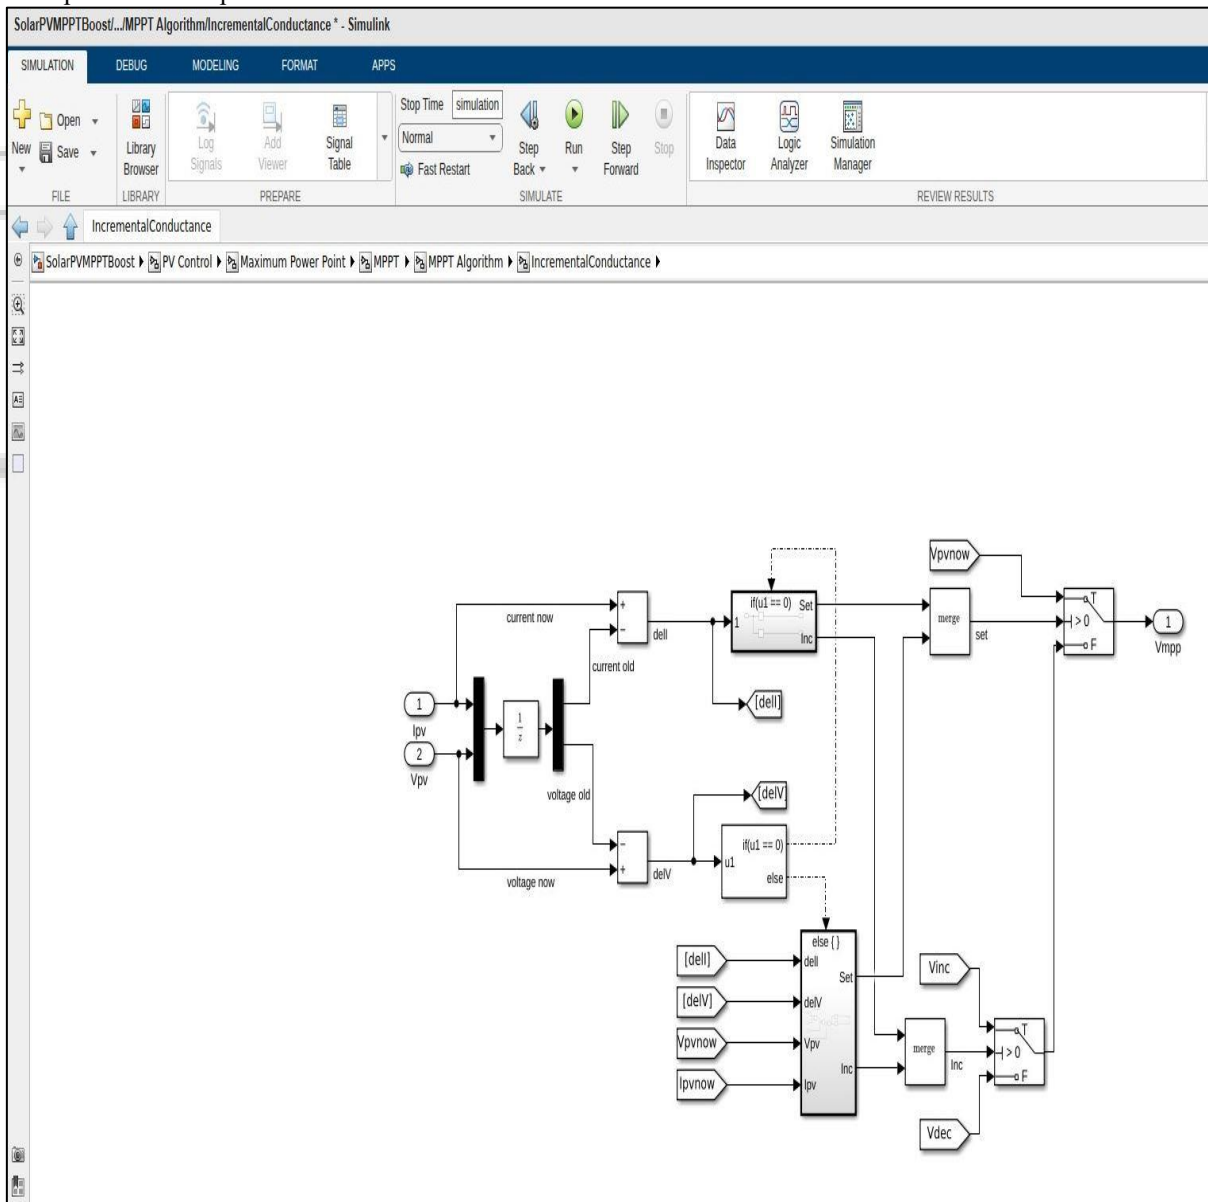 SolarPVMPPTBoost/.../MPPT Algorithm/IncrementalConductance * - Simulink
SIMULATION DEBUG MODELING FORMAT APPS
New
Open
Save
FILE
Library
Browser
LIBRARY
Log
Signals
Add
Viewer
Signal
Table
PREPARE
Stop Time simulation
Normal
Fast Restart
Step
Back
Run
Step
Forward
Stop
SIMULATE
Data
Inspector
Logic
Analyzer
Simulation
Manager
REVIEW RESULTS
IncrementalConductance
SolarPVMPPTBoost PV Control Maximum Power Point MPPT MPPT Algorithm IncrementalConductance
Vpvnow
current now
+
−
delI
current old
if(u1 == 0)
1
Set
Inc
merge
set
T
> 0
F
1
Vmpp
[delI]
1
Ipv
2
Vpv
1
z
voltage old
[delV]
−
+
delV
voltage now
u1
if(u1 == 0)
else
else { }
[delI]
delI
[delV]
delV
Vpvnow
Vpv
Ipvnow
Ipv
Set
Inc
Vinc
merge
Inc
T
> 0
F
Vdec